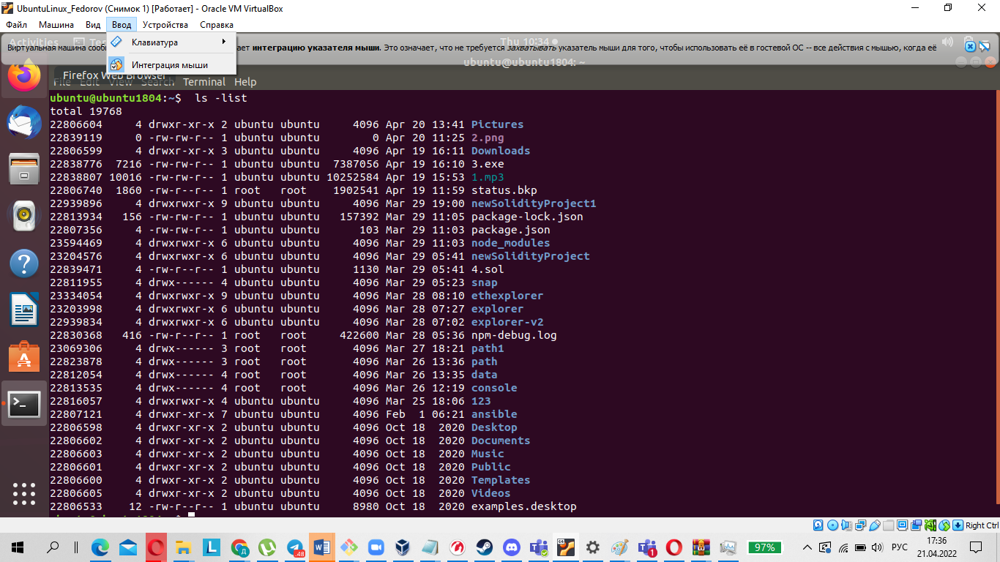 UbuntuLinux_Fedorov (Снимок 1) [Работает] - Oracle VM VirtualBox
Файл Машина Вид Ввод Устройства Справка
Activities Thu 10:34
Клавиатура
Виртуальная машина ает интеграцию указателя мыши. Это означает, что не требуется захватывать указатель мыши для того, чтобы использовать её в гостевой ОС -- все действия с мышью, когда её
ubuntu@ubuntu1804: ~
Интеграция мыши
Firefox Web Browser
File Edit View Search Terminal Help
ubuntu@ubuntu1804:~$ ls -list
total 19768
22806604 4 drwxr-xr-x 2 ubuntu ubuntu 4096 Apr 20 13:41 Pictures
22839119 0 -rw-rw-r-- 1 ubuntu ubuntu 0 Apr 20 11:25 2.png
22806599 4 drwxr-xr-x 3 ubuntu ubuntu 4096 Apr 19 16:11 Downloads
22838776 7216 -rw-rw-r-- 1 ubuntu ubuntu 7387056 Apr 19 16:10 3.exe
22838807 10016 -rw-rw-r-- 1 ubuntu ubuntu 10252584 Apr 19 15:53 1.mp3
22806740 1860 -rw-r--r-- 1 root root 1902541 Apr 19 11:59 status.bkp
22939896 4 drwxrwxr-x 9 ubuntu ubuntu 4096 Mar 29 19:00 newSolidityProject1
22813934 156 -rw-rw-r-- 1 ubuntu ubuntu 157392 Mar 29 11:05 package-lock.json
22807356 4 -rw-rw-r-- 1 ubuntu ubuntu 103 Mar 29 11:03 package.json
23594469 4 drwxrwxr-x 6 ubuntu ubuntu 4096 Mar 29 11:03 node_modules
23204576 4 drwxrwxr-x 6 ubuntu ubuntu 4096 Mar 29 05:41 newSolidityProject
22839471 4 -rw-r--r-- 1 ubuntu ubuntu 1130 Mar 29 05:41 4.sol
22811955 4 drwx------ 4 ubuntu ubuntu 4096 Mar 29 05:23 snap
23334054 4 drwxrwxr-x 9 ubuntu ubuntu 4096 Mar 28 08:10 ethexplorer
23203998 4 drwxrwxr-x 6 ubuntu ubuntu 4096 Mar 28 07:27 explorer
22939834 4 drwxrwxr-x 6 ubuntu ubuntu 4096 Mar 28 07:02 explorer-v2
22830368 416 -rw-r--r-- 1 root root 422600 Mar 28 05:36 npm-debug.log
23069306 4 drwx------ 3 root root 4096 Mar 27 18:21 path1
22823878 4 drwx------ 3 root root 4096 Mar 26 13:36 path
22812054 4 drwx------ 4 root root 4096 Mar 26 13:35 data
22813535 4 drwx------ 4 root root 4096 Mar 26 12:19 console
22816057 4 drwxrwxr-x 4 ubuntu ubuntu 4096 Mar 25 18:06 123
22807121 4 drwxr-xr-x 7 ubuntu ubuntu 4096 Feb 1 06:21 ansible
22806598 4 drwxr-xr-x 2 ubuntu ubuntu 4096 Oct 18 2020 Desktop
22806602 4 drwxr-xr-x 2 ubuntu ubuntu 4096 Oct 18 2020 Documents
22806603 4 drwxr-xr-x 2 ubuntu ubuntu 4096 Oct 18 2020 Music
22806601 4 drwxr-xr-x 2 ubuntu ubuntu 4096 Oct 18 2020 Public
22806600 4 drwxr-xr-x 2 ubuntu ubuntu 4096 Oct 18 2020 Templates
22806605 4 drwxr-xr-x 2 ubuntu ubuntu 4096 Oct 18 2020 Videos
22806533 12 -rw-r--r-- 1 ubuntu ubuntu 8980 Oct 18 2020 examples.desktop
Right Ctrl
97% РУС 17:36
21.04.2022